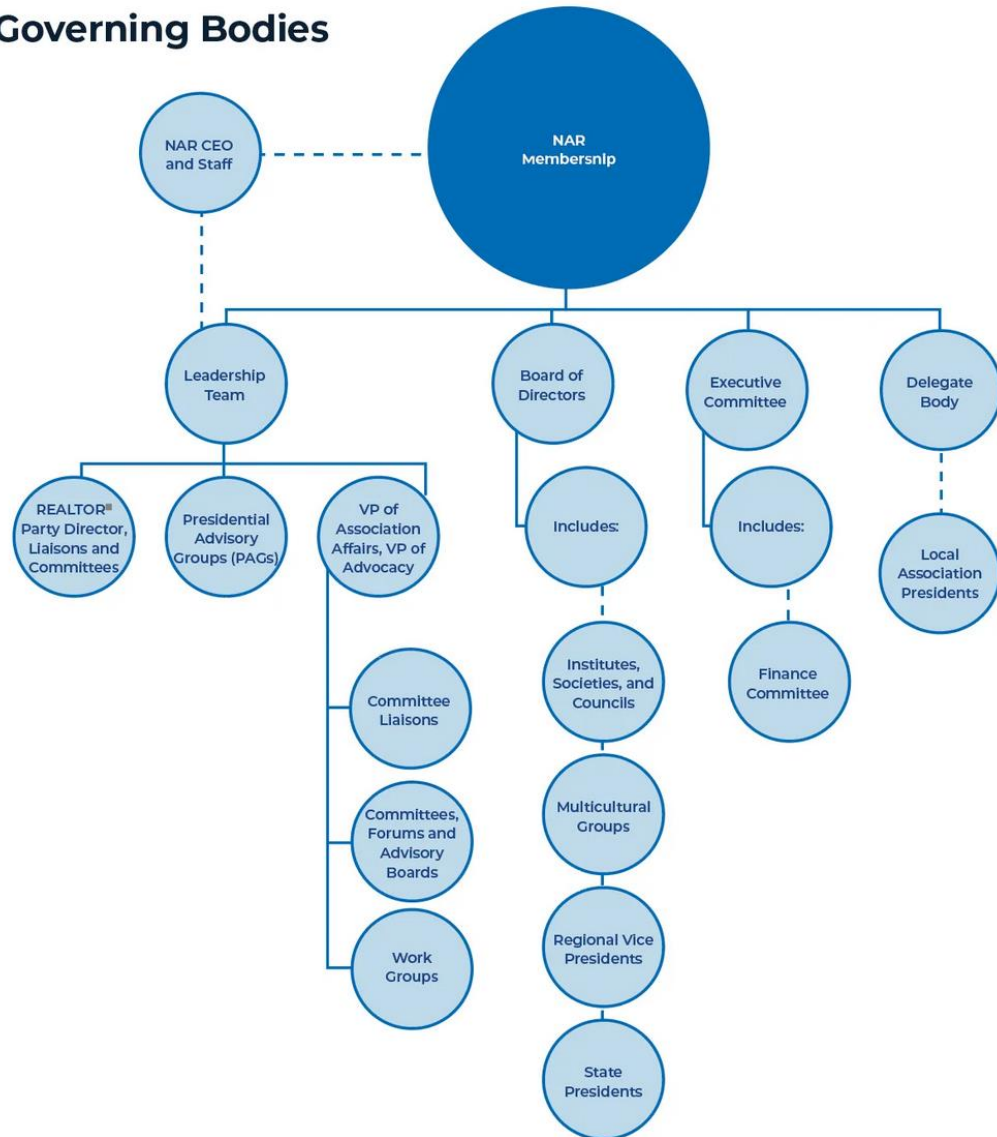 Governing Bodies
NAR
Membersnlp
NAR CEO
and Staff
Leadership
Team
Board of
Directors
Executive
Committee
Delegate
Body
REALTOR
Party Director,
Liaisons and
Committees
Presidential
Advisory
Groups (PAGs)
VP of
Association
Affairs, VP of
Advocacy
Includes:
Includes:
Local
Association
Presidents
Committee
Liaisons
Institutes,
Societies, and
Councils
Finance
Committee
Committees,
Forums and
Advisory
Boards
Multicultural
Groups
Work
Groups
Regional Vice
Presidents
State
Presidents